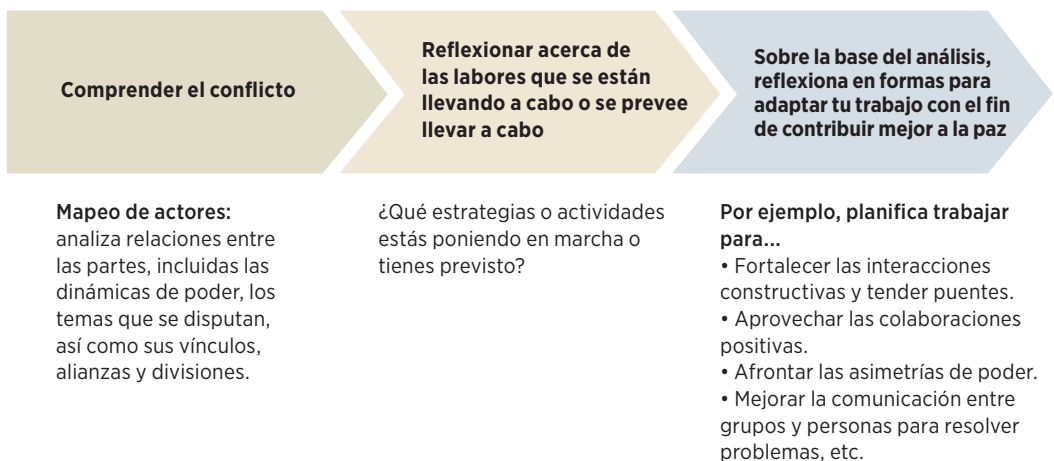 Comprender el conflicto
Reflexionar acerca de
las labores que se están
llevando a cabo o se prevee
llevar a cabo
Sobre la base del análisis,
reflexiona en formas para
adaptar tu trabajo con el fin
de contribuir mejor a la paz
Mapeo de actores:
analiza relaciones entre
las partes, incluidas las
dinámicas de poder, los
temas que se disputan,
así como sus vínculos,
alianzas y divisiones.
¿Qué estrategias o actividades
estás poniendo en marcha o
tienes previsto?
Por ejemplo, planifica trabajar
para...
• Fortalecer las interacciones
constructivas y tender puentes.
• Aprovechar las colaboraciones
positivas.
• Afrontar las asimetrías de poder.
• Mejorar la comunicación entre
grupos y personas para resolver
problemas, etc.